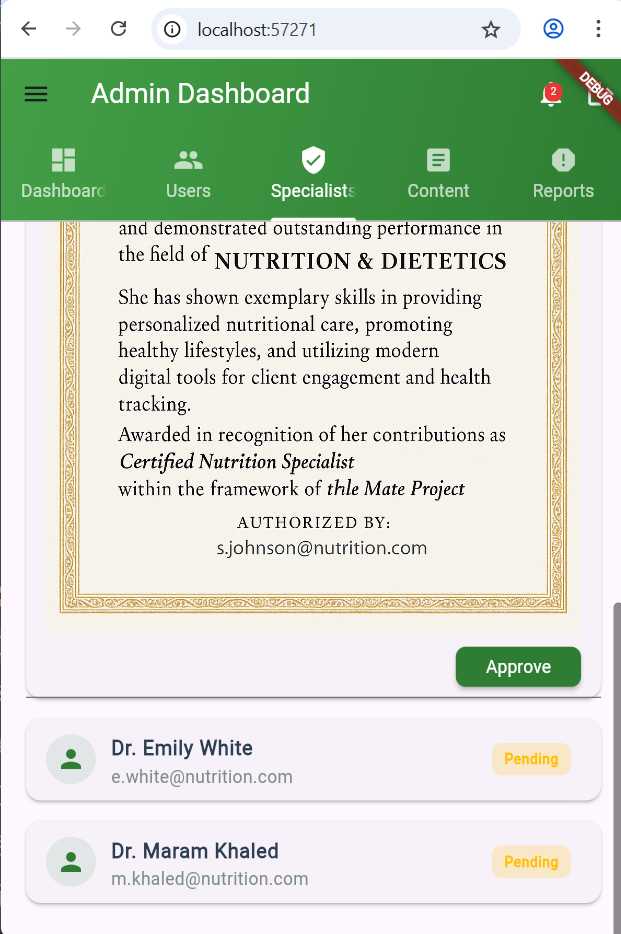 localhost:57271
DEBUG
Admin Dashboard
2
Dashboard
Users
Specialists
Content
Reports
and demonstrated outstanding performance in
the field of NUTRITION & DIETETICS
She has shown exemplary skills in providing
personalized nutritional care, promoting
healthy lifestyles, and utilizing modern
digital tools for client engagement and health
tracking.
Awarded in recognition of her contributions as
Certified Nutrition Specialist
within the framework of thle Mate Project
AUTHORIZED BY:
s.johnson@nutrition.com
Approve
Dr. Emily White
Pending
e.white@nutrition.com
Dr. Maram Khaled
Pending
m.khaled@nutrition.com